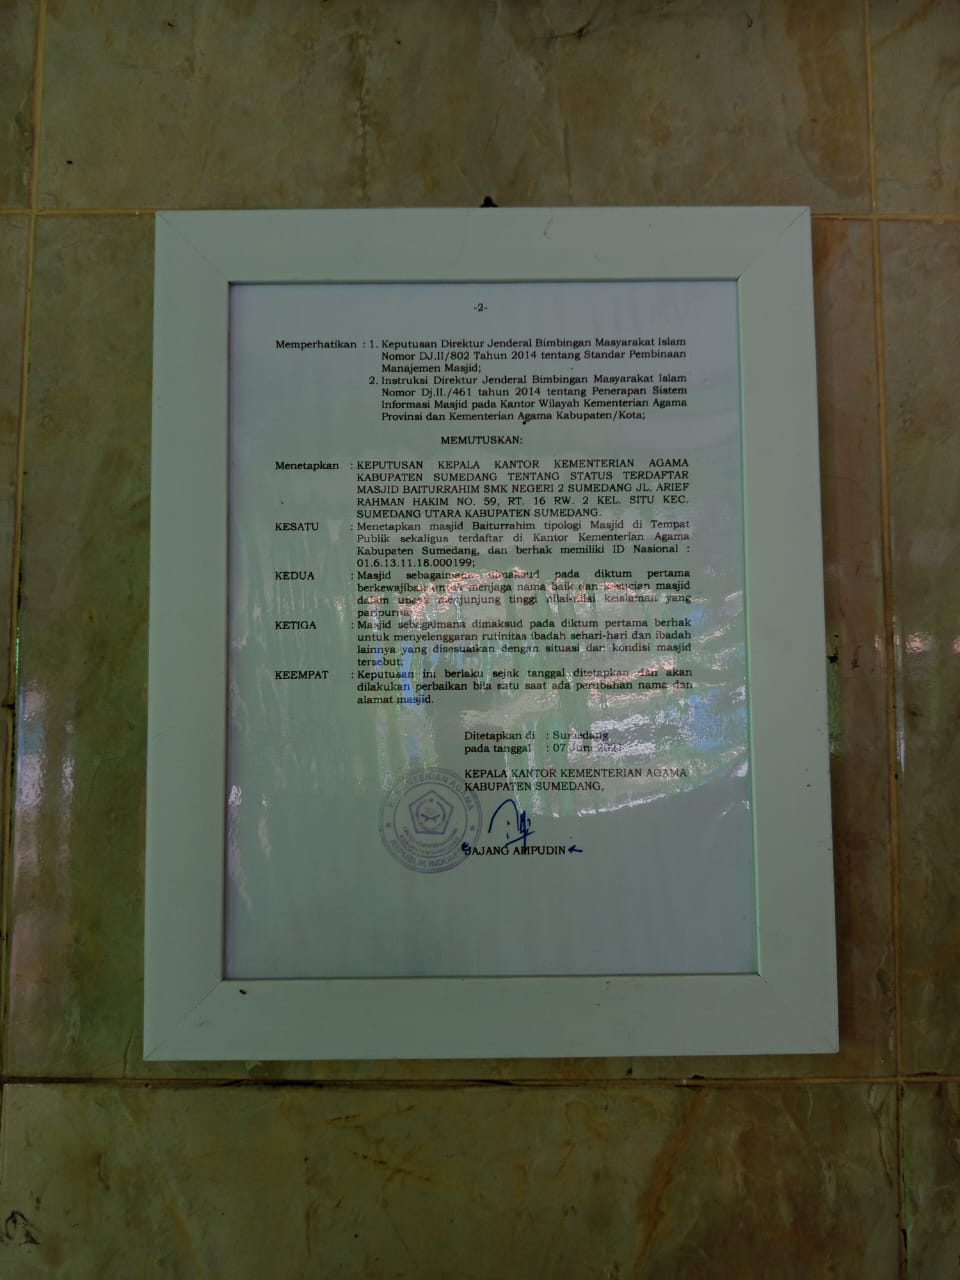 -2-
Memperhatikan : 1. Keputusan Direktur Jenderal Bimbingan Masyarakat Islam
Nomor DJ.II/802 Tahun 2014 tentang Standar Pembinaan
Manajemen Masjid;
2. Instruksi Direktur Jenderal Bimbingan Masyarakat Islam
Nomor Dj.II./461 tahun 2014 tentang Penerapan Sistem
Informasi Masjid pada Kantor Wilayah Kementerian Agama
Provinsi dan Kementerian Agama Kabupaten/Kota;
MEMUTUSKAN:
Menetapkan : KEPUTUSAN KEPALA KANTOR KEMENTERIAN AGAMA
KABUPATEN SUMEDANG TENTANG STATUS TERDAFTAR
MASJID BAITURRAHIM SMK NEGERI 2 SUMEDANG JL. ARIEF
RAHMAN HAKIM NO. 59, RT. 16 RW. 2 KEL. SITU KEC.
SUMEDANG UTARA KABUPATEN SUMEDANG.
KESATU : Menetapkan masjid Baiturrahim tipologi Masjid di Tempat
Publik sekaligus terdaftar di Kantor Kementerian Agama
Kabupaten Sumedang, dan berhak memiliki ID Nasional :
01.6.13.11.18.000199;
KEDUA : Masjid sebagaimana dimaksud pada diktum pertama
berkewajiban untuk menjaga nama baik dan kesucian masjid
dalam upaya menjunjung tinggi nilai-nilai keislaman yang
paripurna;
KETIGA : Masjid sebagaimana dimaksud pada diktum pertama berhak
untuk menyelenggaran rutinitas ibadah sehari-hari dan ibadah
lainnya yang disesuaikan dengan situasi dan kondisi masjid
tersebut;
KEEMPAT : Keputusan ini berlaku sejak tanggal ditetapkan dan akan
dilakukan perbaikan bila satu saat ada perubahan nama dan
alamat masjid.
Ditetapkan di : Sumedang
pada tanggal : 07 Juni
KEPALA KANTOR KEMENTERIAN AGAMA
KABUPATEN SUMEDANG,
KEMENTERIAN AGAMA
REPUBLIK INDONESIA
JAJANG APIPUDIN